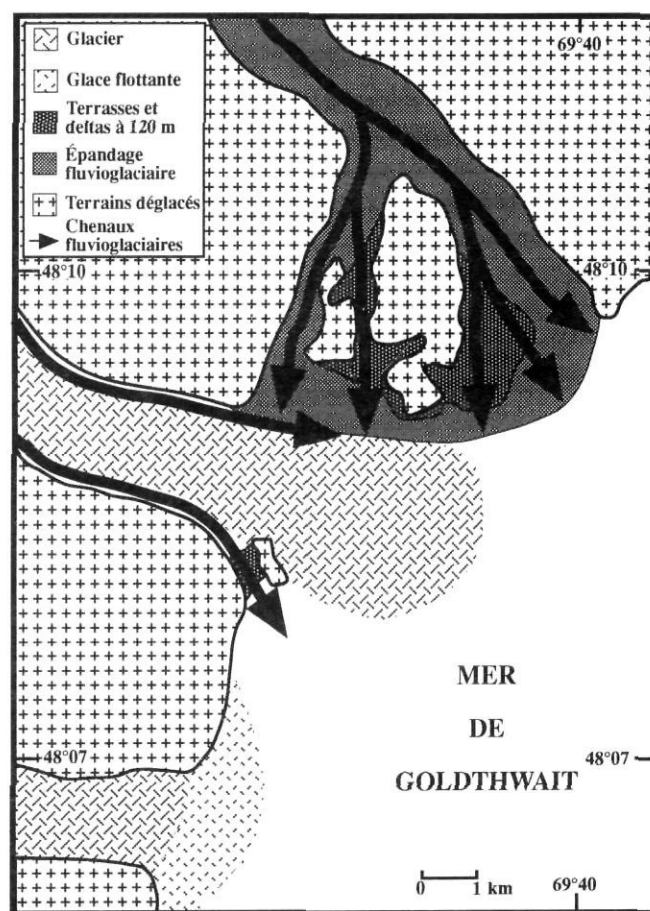 Glacier
Glace flottante
Terrasses et
deltas à 120 m
Épandage
fluvioglaciaire
Terrains déglacés
Chenaux
fluvioglaciaires
69°40
48°10
48°10
MER
DE
GOLDTHWAIT
48°07
48°07
0 1 km
69°40